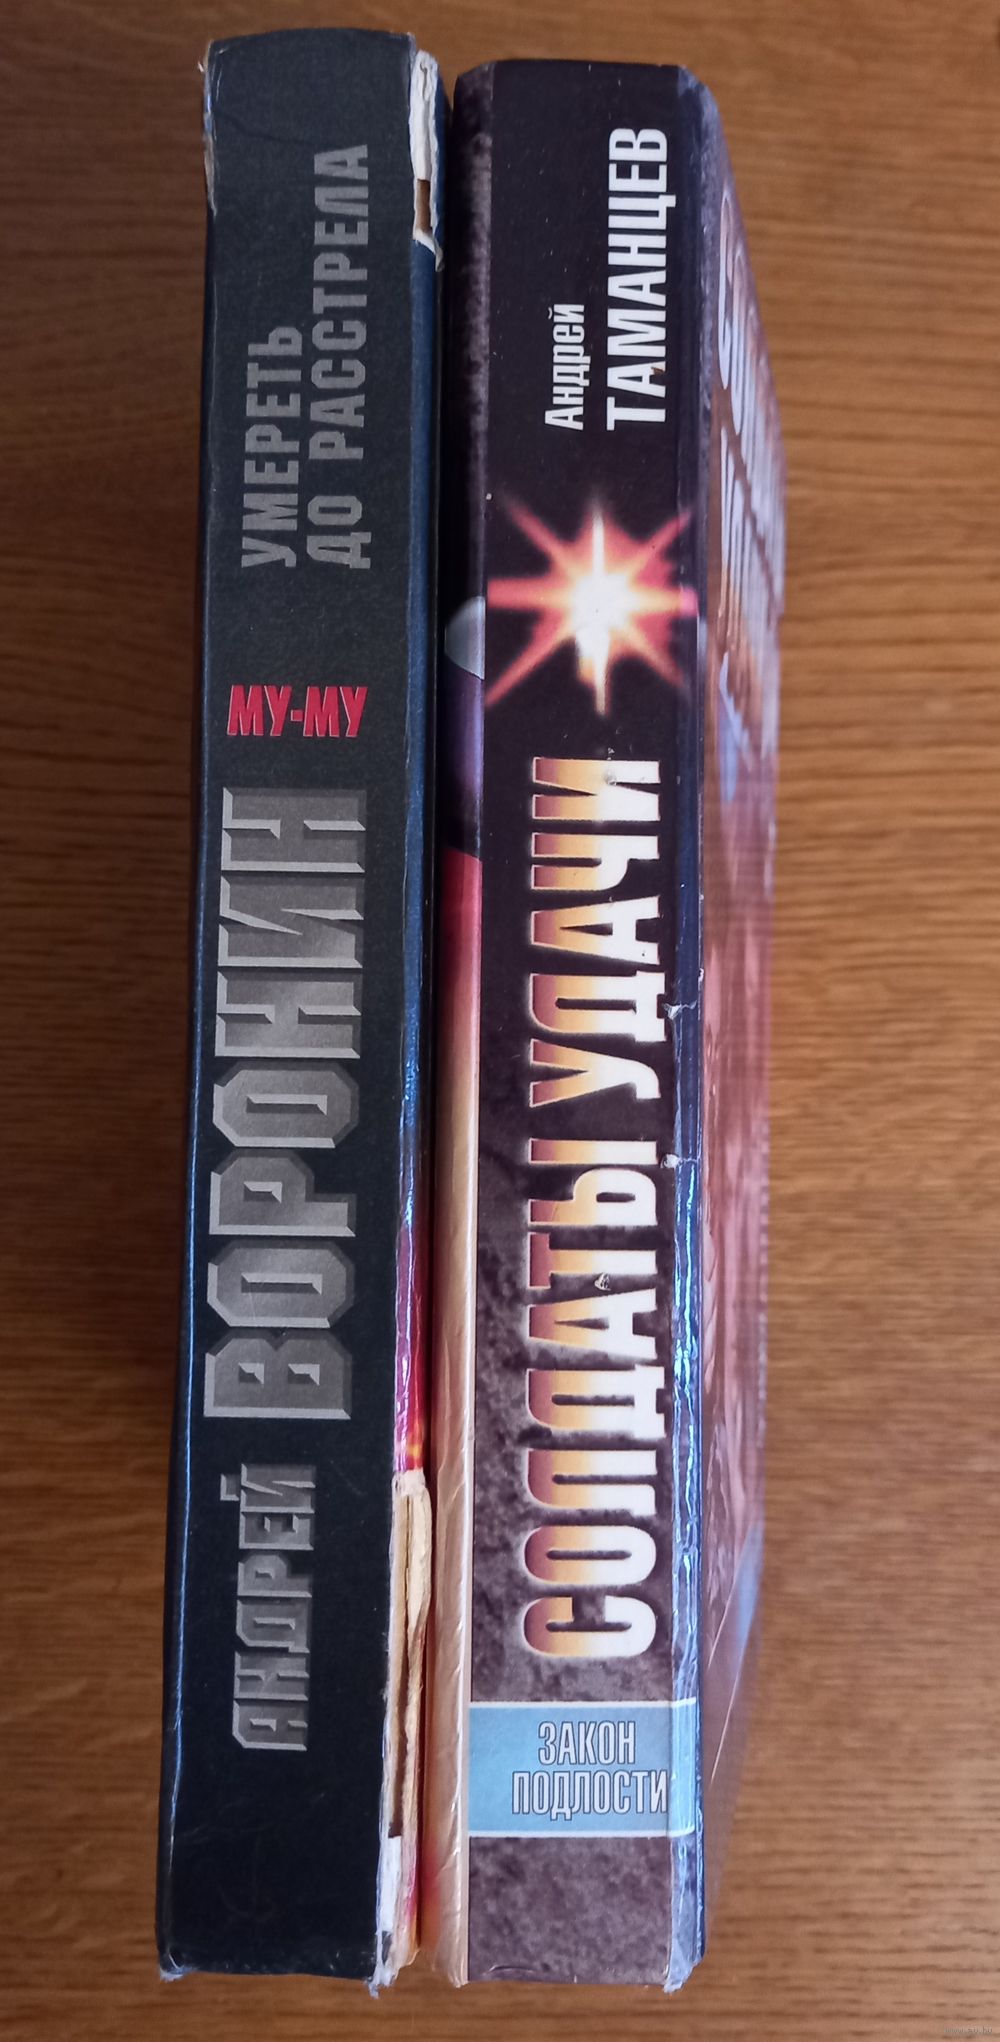 АНДРЕЙ ВОРОНИН
МУ-МУ
УМЕРЕТЬ
ДО РАССТРЕЛА
Андрей
ТАМАНЦЕВ
СОЛДАТЫ УДАЧИ
ЗАКОН
ПОДЛОСТИ